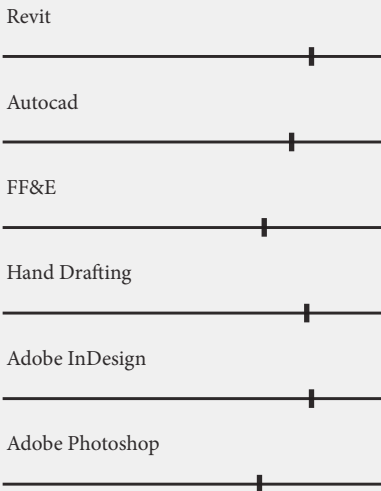 Revit
Autocad
FF&E
Hand Drafting
Adobe InDesign
Adobe Photoshop